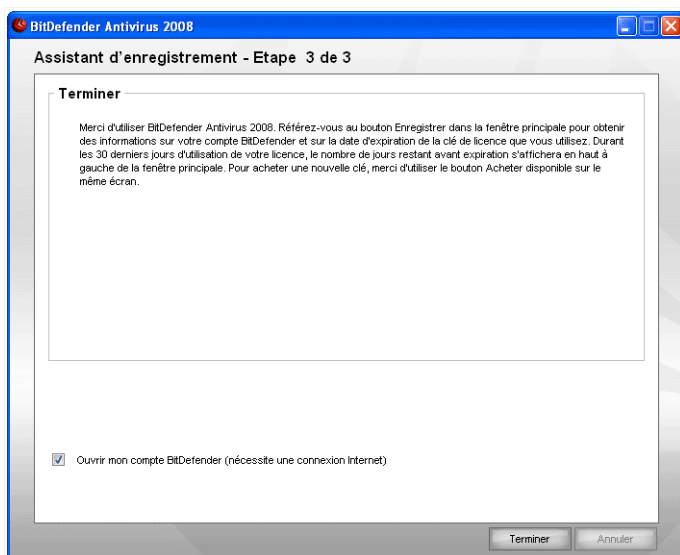 BitDefender Antivirus 2008
Assistant d'enregistrement - Etape 3 de 3
Terminer
Merci d'utiliser BitDefender Antivirus 2008. Référez-vous au bouton Enregistrer dans la fenêtre principale pour obtenir
des informations sur votre compte BitDefender et sur la date d'expiration de la clé de licence que vous utilisez. Durant
les 30 derniers jours d'utilisation de votre licence, le nombre de jours restant avant expiration s'affichera en haut à
gauche de la fenêtre principale. Pour acheter une nouvelle clé, merci d'utiliser le bouton Acheter disponible sur le
même écran.
Ouvrir mon compte BitDefender (nécessite une connexion Internet)
Terminer
Annuler